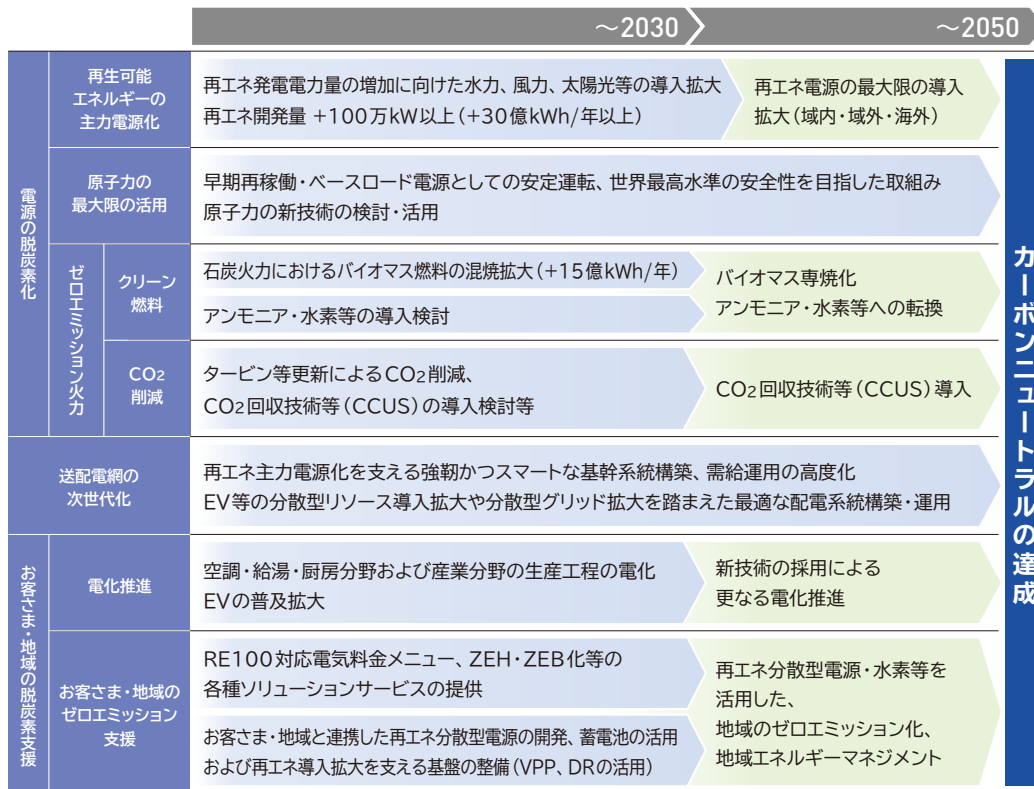 ～2030
～2050
電源の脱炭素化
再生可能
エネルギーの
主力電源化
再エネ発電電力量の増加に向けた水力、風力、太陽光等の導入拡大
再エネ開発量 +100万kW以上(+30億kWh/年以上)
再エネ電源の最大限の導入
拡大(域内・域外・海外)
原子力の
最大限の活用
早期再稼働・ベースロード電源としての安定運転、世界最高水準の安全性を目指した取組み
原子力の新技術の検討・活用
ゼロエミッション火力
クリーン
燃料
石炭火力におけるバイオマス燃料の混焼拡大(+15億kWh/年)
アンモニア・水素等の導入検討
バイオマス専焼化
アンモニア・水素等への転換
CO2
削減
タービン等更新によるCO2削減、
CO2回収技術等(CCUS)の導入検討等
CO2回収技術等(CCUS)導入
送配電網の
次世代化
再エネ主力電源化を支える強靭かつスマートな基幹系統構築、需給運用の高度化
EV等の分散型リソース導入拡大や分散型グリッド拡大を踏まえた最適な配電系統構築・運用
お客さま・地域の脱炭素支援
電化推進
空調・給湯・厨房分野および産業分野の生産工程の電化
EVの普及拡大
新技術の採用による
更なる電化推進
お客さま・地域の
ゼロエミッション
支援
RE100対応電気料金メニュー、ZEH・ZEB化等の
各種ソリューションサービスの提供
お客さま・地域と連携した再エネ分散型電源の開発、蓄電池の活用
および再エネ導入拡大を支える基盤の整備(VPP、DRの活用)
再エネ分散型電源・水素等を
活用した、
地域のゼロエミッション化、
地域エネルギーマネジメント
カーボンニュートラルの達成